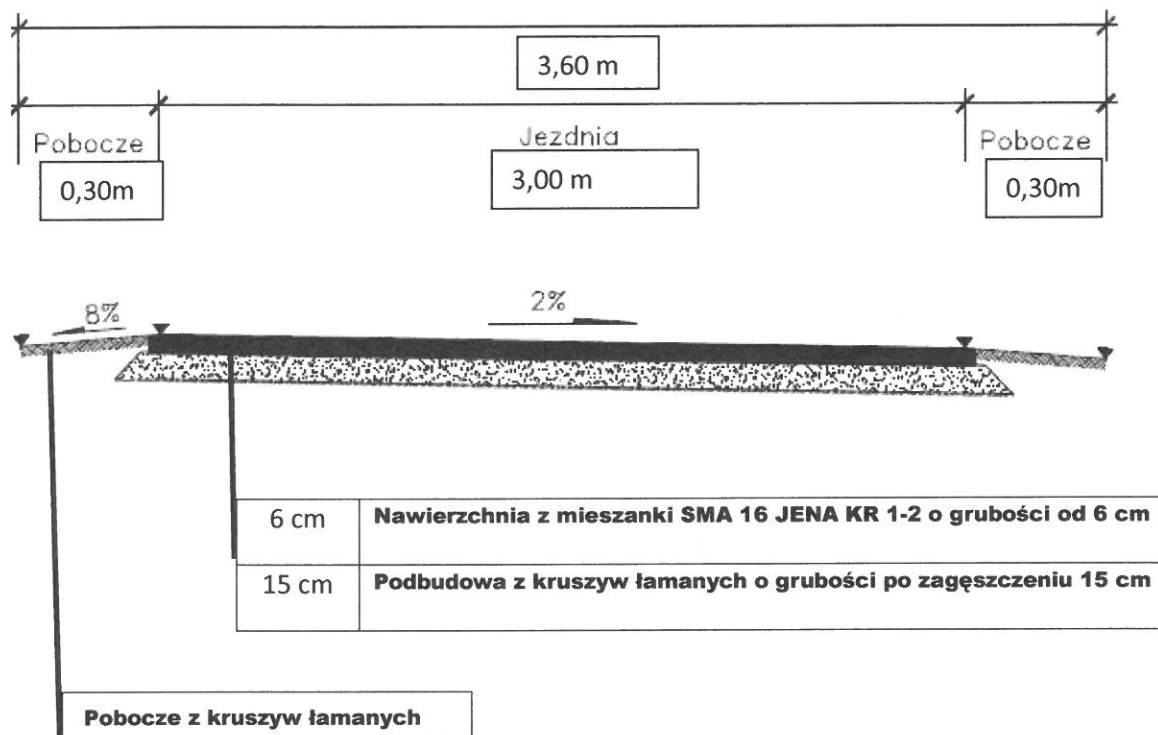 3,60 m
Pobocze Jezdnia Pobocze
0,30m 3,00 m 0,30m
8% 2%
6 cm Nawierzchnia z mieszanki SMA 16 JENA KR 1-2 o grubości od 6 cm
15 cm Podbudowa z kruszyw łamanych o grubości po zagęszczeniu 15 cm
Pobocze z kruszyw łamanych